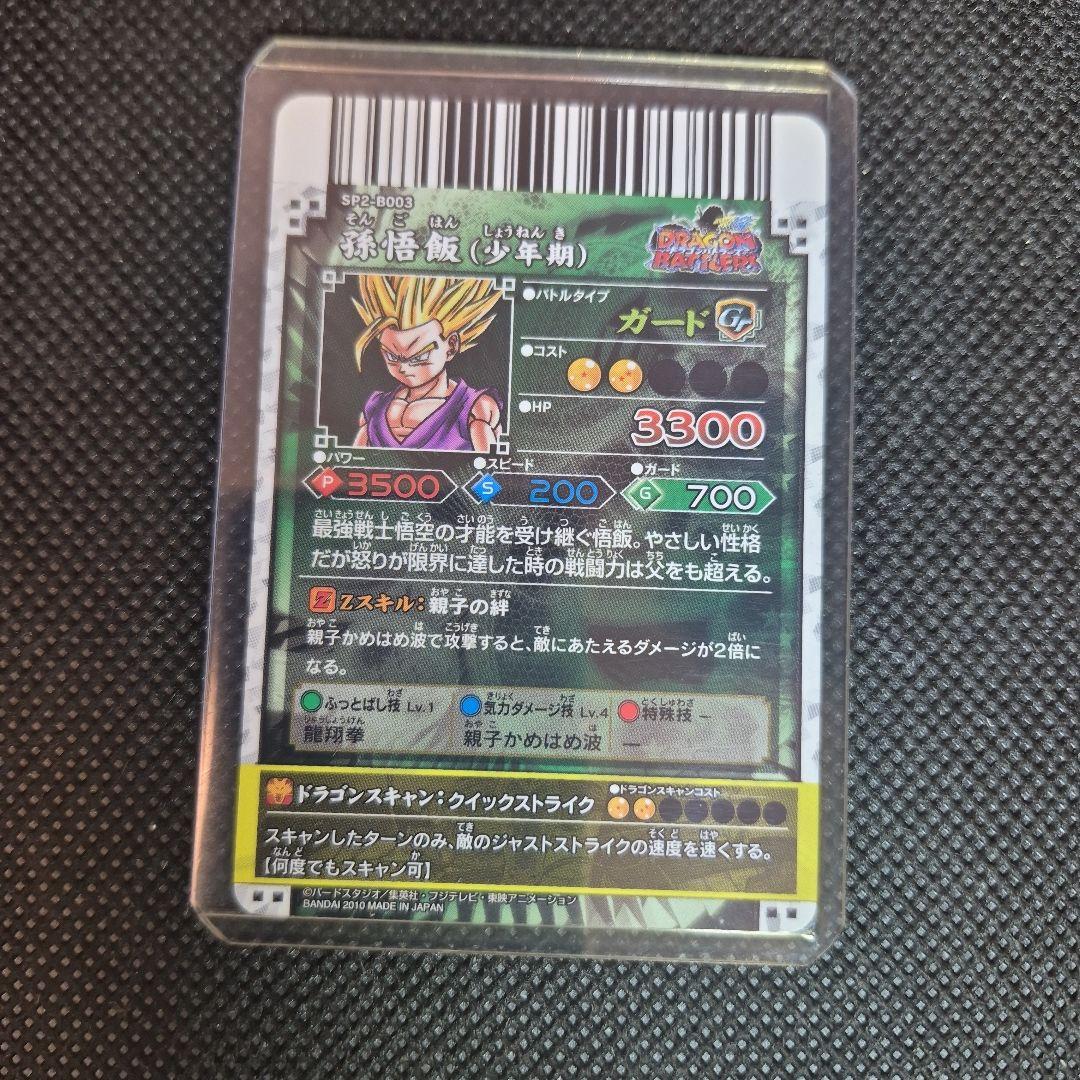 SP2-B003
そんごはん
しょうねんき
孫悟飯(少年期)
DRAGON
BATTLERS
●バトルタイプ
ガード
Gr
●コスト
●HP
3300
●パワー
●スピード
●ガード
P 3500
S 200
G 700
さいきょうせんしごくう さいのう う つ ごはん せいかく
最強戦士悟空の才能を受け継ぐ悟飯。やさしい性格
いか げんかい たっ とき せんとうりょく ちち こ
だが怒りが限界に達した時の戦闘力は父をも超える。
おやこ きずな
Z Zスキル:親子の絆
おやこ は こうげき てき ばい
親子かめはめ波で攻撃すると、敵にあたえるダメージが2倍に
なる。
わざ
ふっとばし技 Lv.1
りゅうしょうけん
龍翔拳
きりょく わざ
気力ダメージ技 Lv.4
おやこ は
親子かめはめ波
とくしゅわざ
特殊技 ―
―
ドラゴンスキャン:クイックストライク
●ドラゴンスキャンコスト
てき そくど はや
スキャンしたターンのみ、敵のジャストストライクの速度を速くする。
なんど か
【何度でもスキャン可】
©バードスタジオ/集英社・フジテレビ・東映アニメーション
BANDAI 2010 MADE IN JAPAN